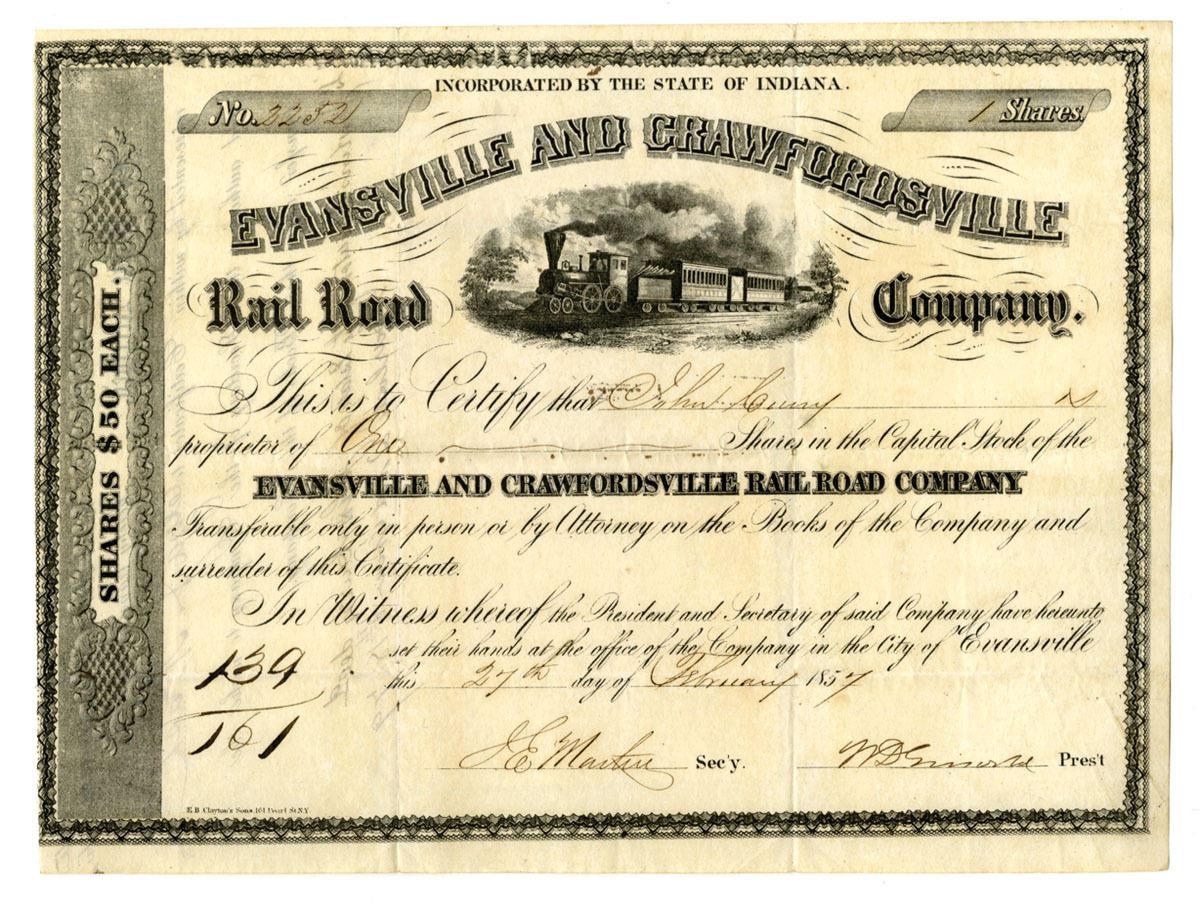 INCORPORATED BY THE STATE OF INDIANA.
No. 2252
1 Shares.
EVANSVILLE AND CRAWFORDSVILLE
Rail Road Company.
SHARES $50 EACH.
This is to Certify that John is
proprietor of One Shares in the Capital Stock of the
EVANSVILLE AND CRAWFORDSVILLE RAIL ROAD COMPANY
Transferable only in person or by Attorney on the Books of the Company and
surrender of this Certificate.
In Witness whereof the President and Secretary of said Company have hereunto
set their hands at the office of the Company in the City of Evansville
this 27th day of February 1857
139
161
J E Martin Sec'y.
Pres't
E.B. Clayton's Sons, 161 Pearl St. N.Y.